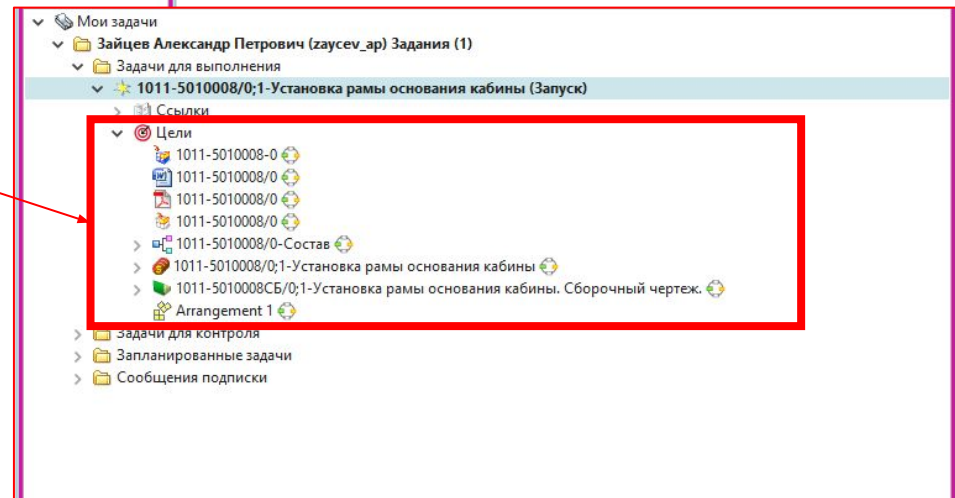 Мои задачи
Зайцев Александр Петрович (zaycev_ap) Задания (1)
Задачи для выполнения
1011-5010008/0;1-Установка рамы основания кабины (Запуск)
Ссылки
Цели
1011-5010008-0
1011-5010008/0
1011-5010008/0
1011-5010008/0
1011-5010008/0-Состав
1011-5010008/0;1-Установка рамы основания кабины
1011-5010008СБ/0;1-Установка рамы основания кабины. Сборочный чертеж.
Arrangement 1
Задачи для контроля
Запланированные задачи
Сообщения подписки